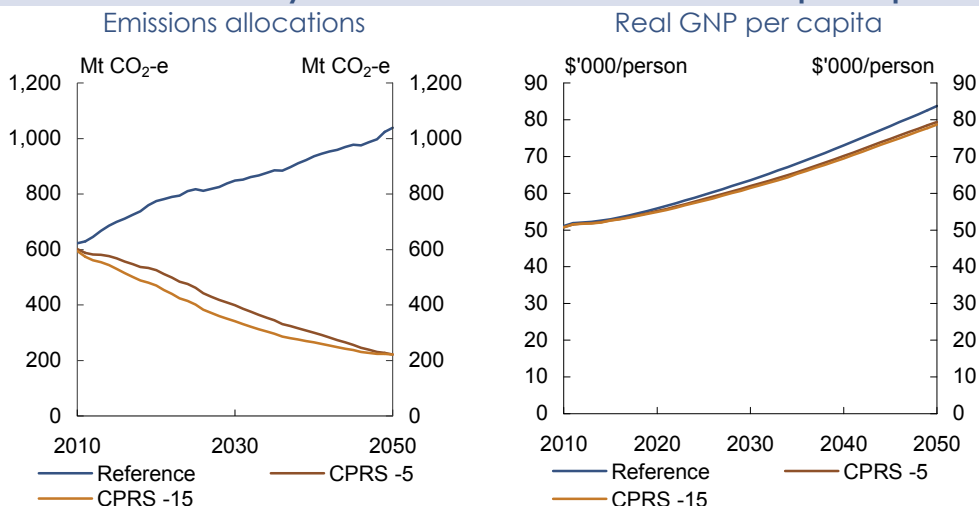 Emissions allocations
Mt CO₂-e Mt CO₂-e
1,200 1,200
1,000 1,000
800 800
600 600
400 400
200 200
0 0
2010 2030 2050
Reference CPRS -5
CPRS -15
Real GNP per capita
$'000/person $'000/person
90 90
80 80
70 70
60 60
50 50
40 40
30 30
20 20
10 10
0 0
2010 2020 2030 2040 2050
Reference CPRS -5
CPRS -15